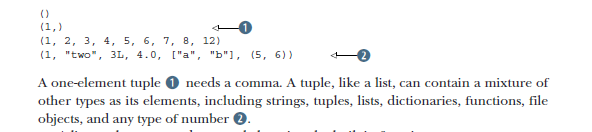 ()
(1,) ❶
(1, 2, 3, 4, 5, 6, 7, 8, 12)
(1, "two", 3L, 4.0, ["a", "b"], (5, 6)) ❷
A one-element tuple ❶ needs a comma. A tuple, like a list, can contain a mixture of
other types as its elements, including strings, tuples, lists, dictionaries, functions, file
objects, and any type of number ❷.